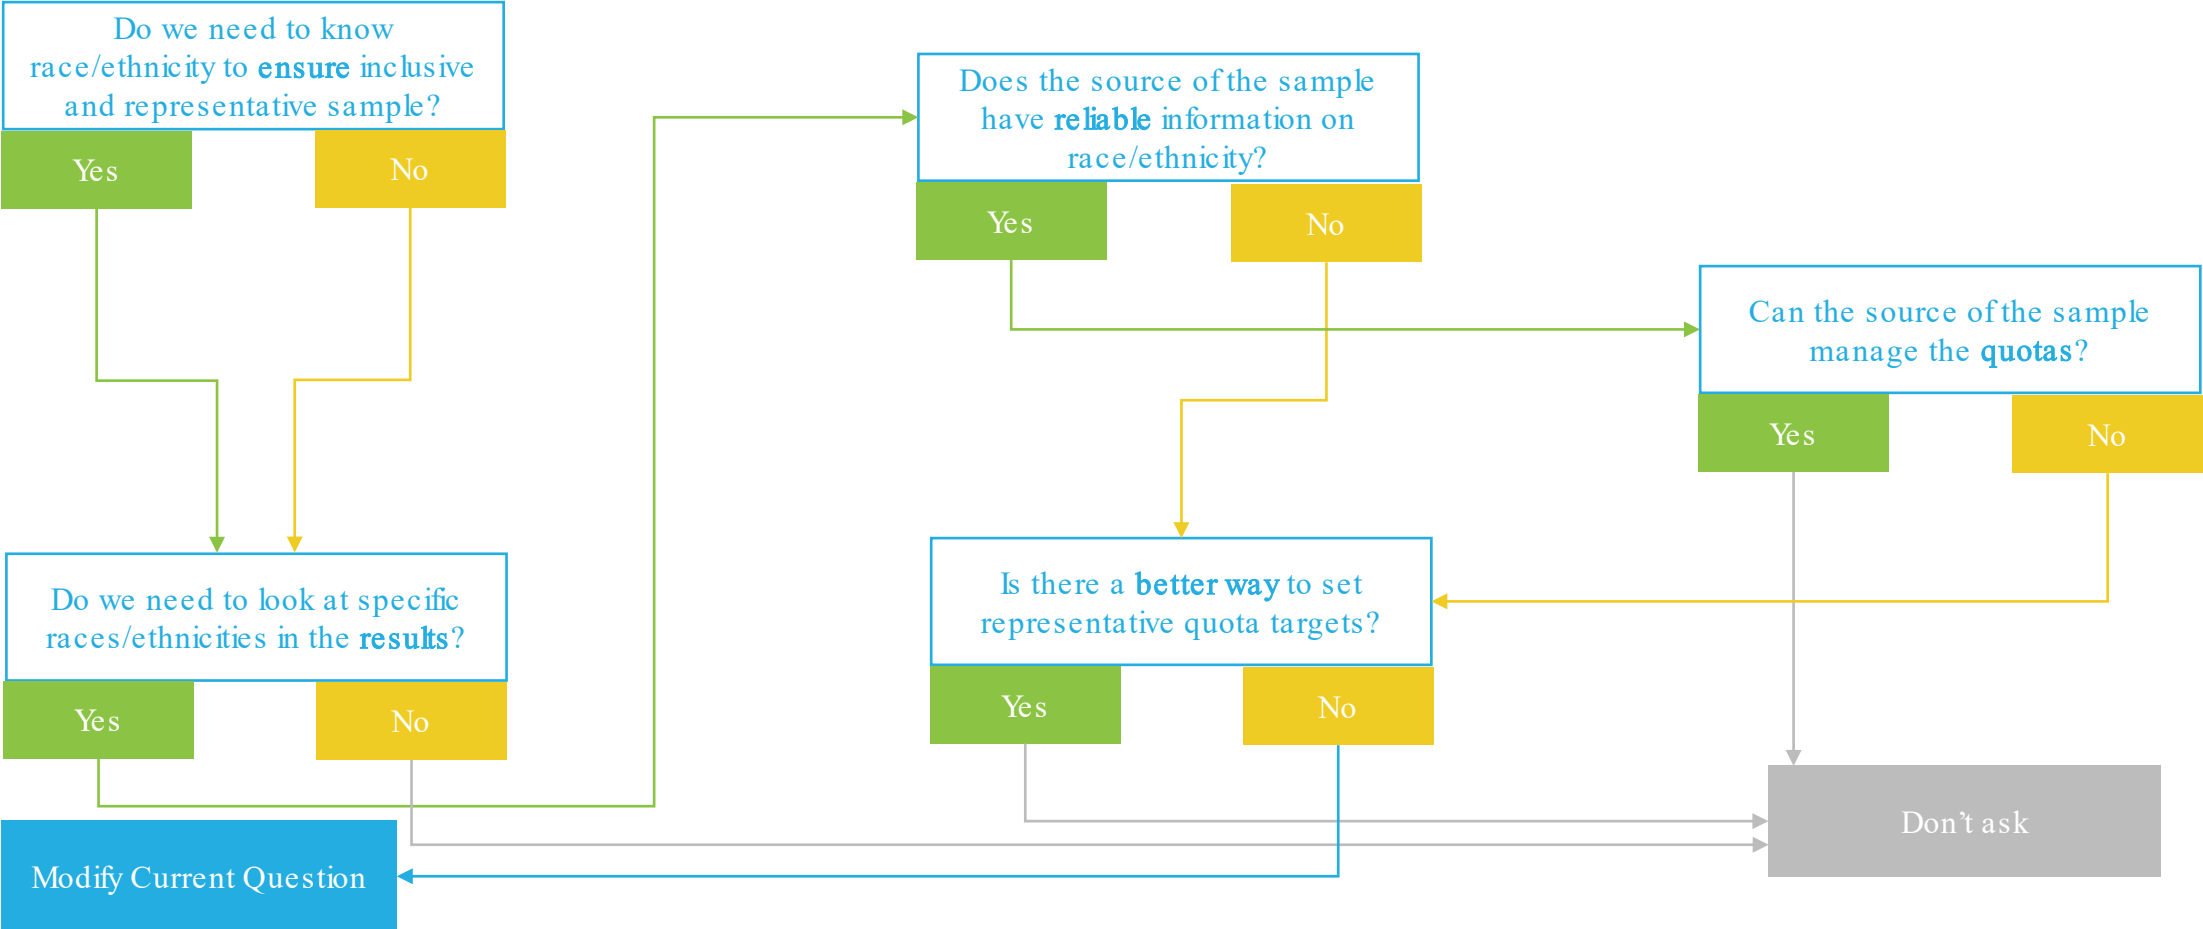 Do we need to know
race/ethnicity to ensure inclusive
and representative sample?
Yes
No
Does the source of the sample
have reliable information on
race/ethnicity?
Yes
No
Can the source of the sample
manage the quotas?
Yes
No
Do we need to look at specific
races/ethnicities in the results?
Yes
No
Is there a better way to set
representative quota targets?
Yes
No
Modify Current Question
Don’t ask